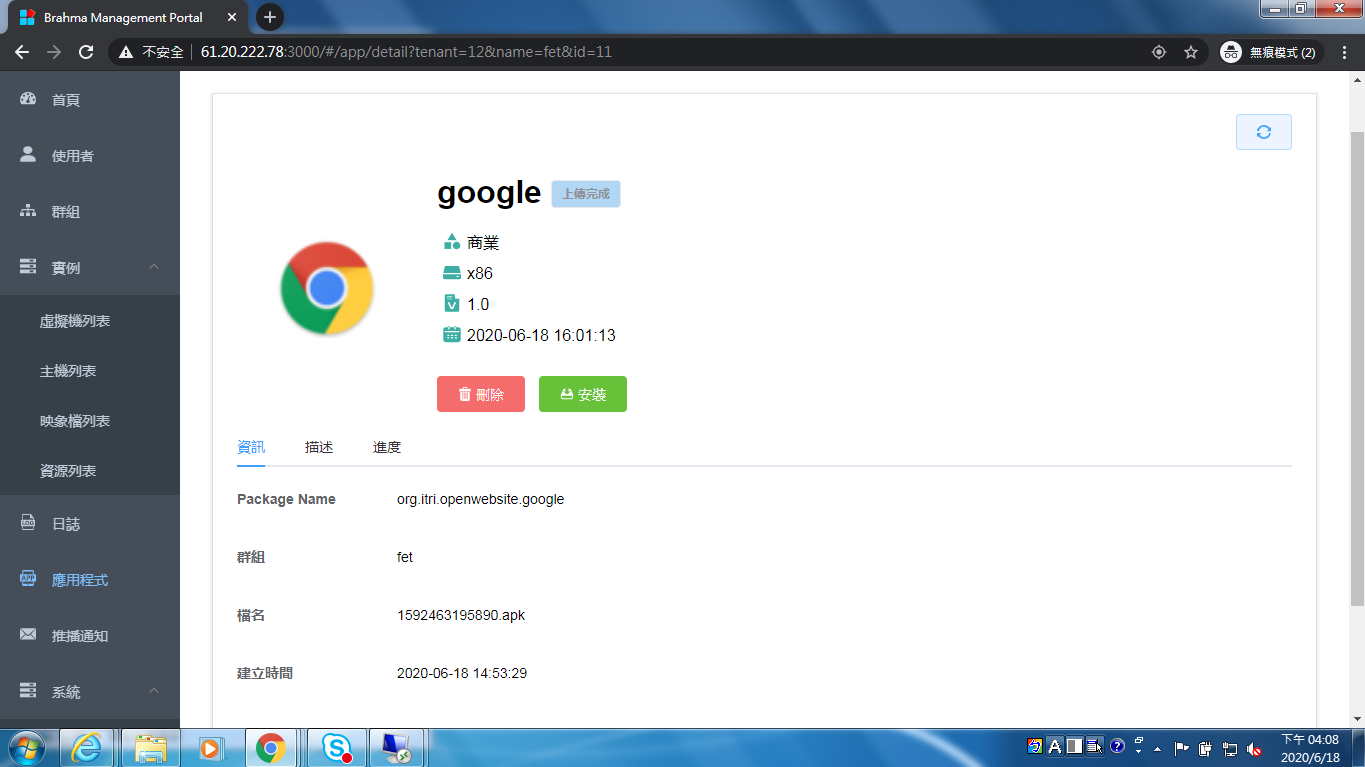 Brahma Management Portal
不安全 61.20.222.78:3000/#/app/detail?tenant=12&name=fet&id=11
無痕模式 (2)
首頁
使用者
群組
實例
虛擬機列表
主機列表
映象檔列表
資源列表
LOG 日誌
APP 應用程式
推播通知
系統
google 上傳完成
商業
x86
V 1.0
2020-06-18 16:01:13
刪除 安裝
資訊 描述 進度
Package Name org.itri.openwebsite.google
群組 fet
檔名 1592463195890.apk
建立時間 2020-06-18 14:53:29
A
下午 04:08
2020/6/18